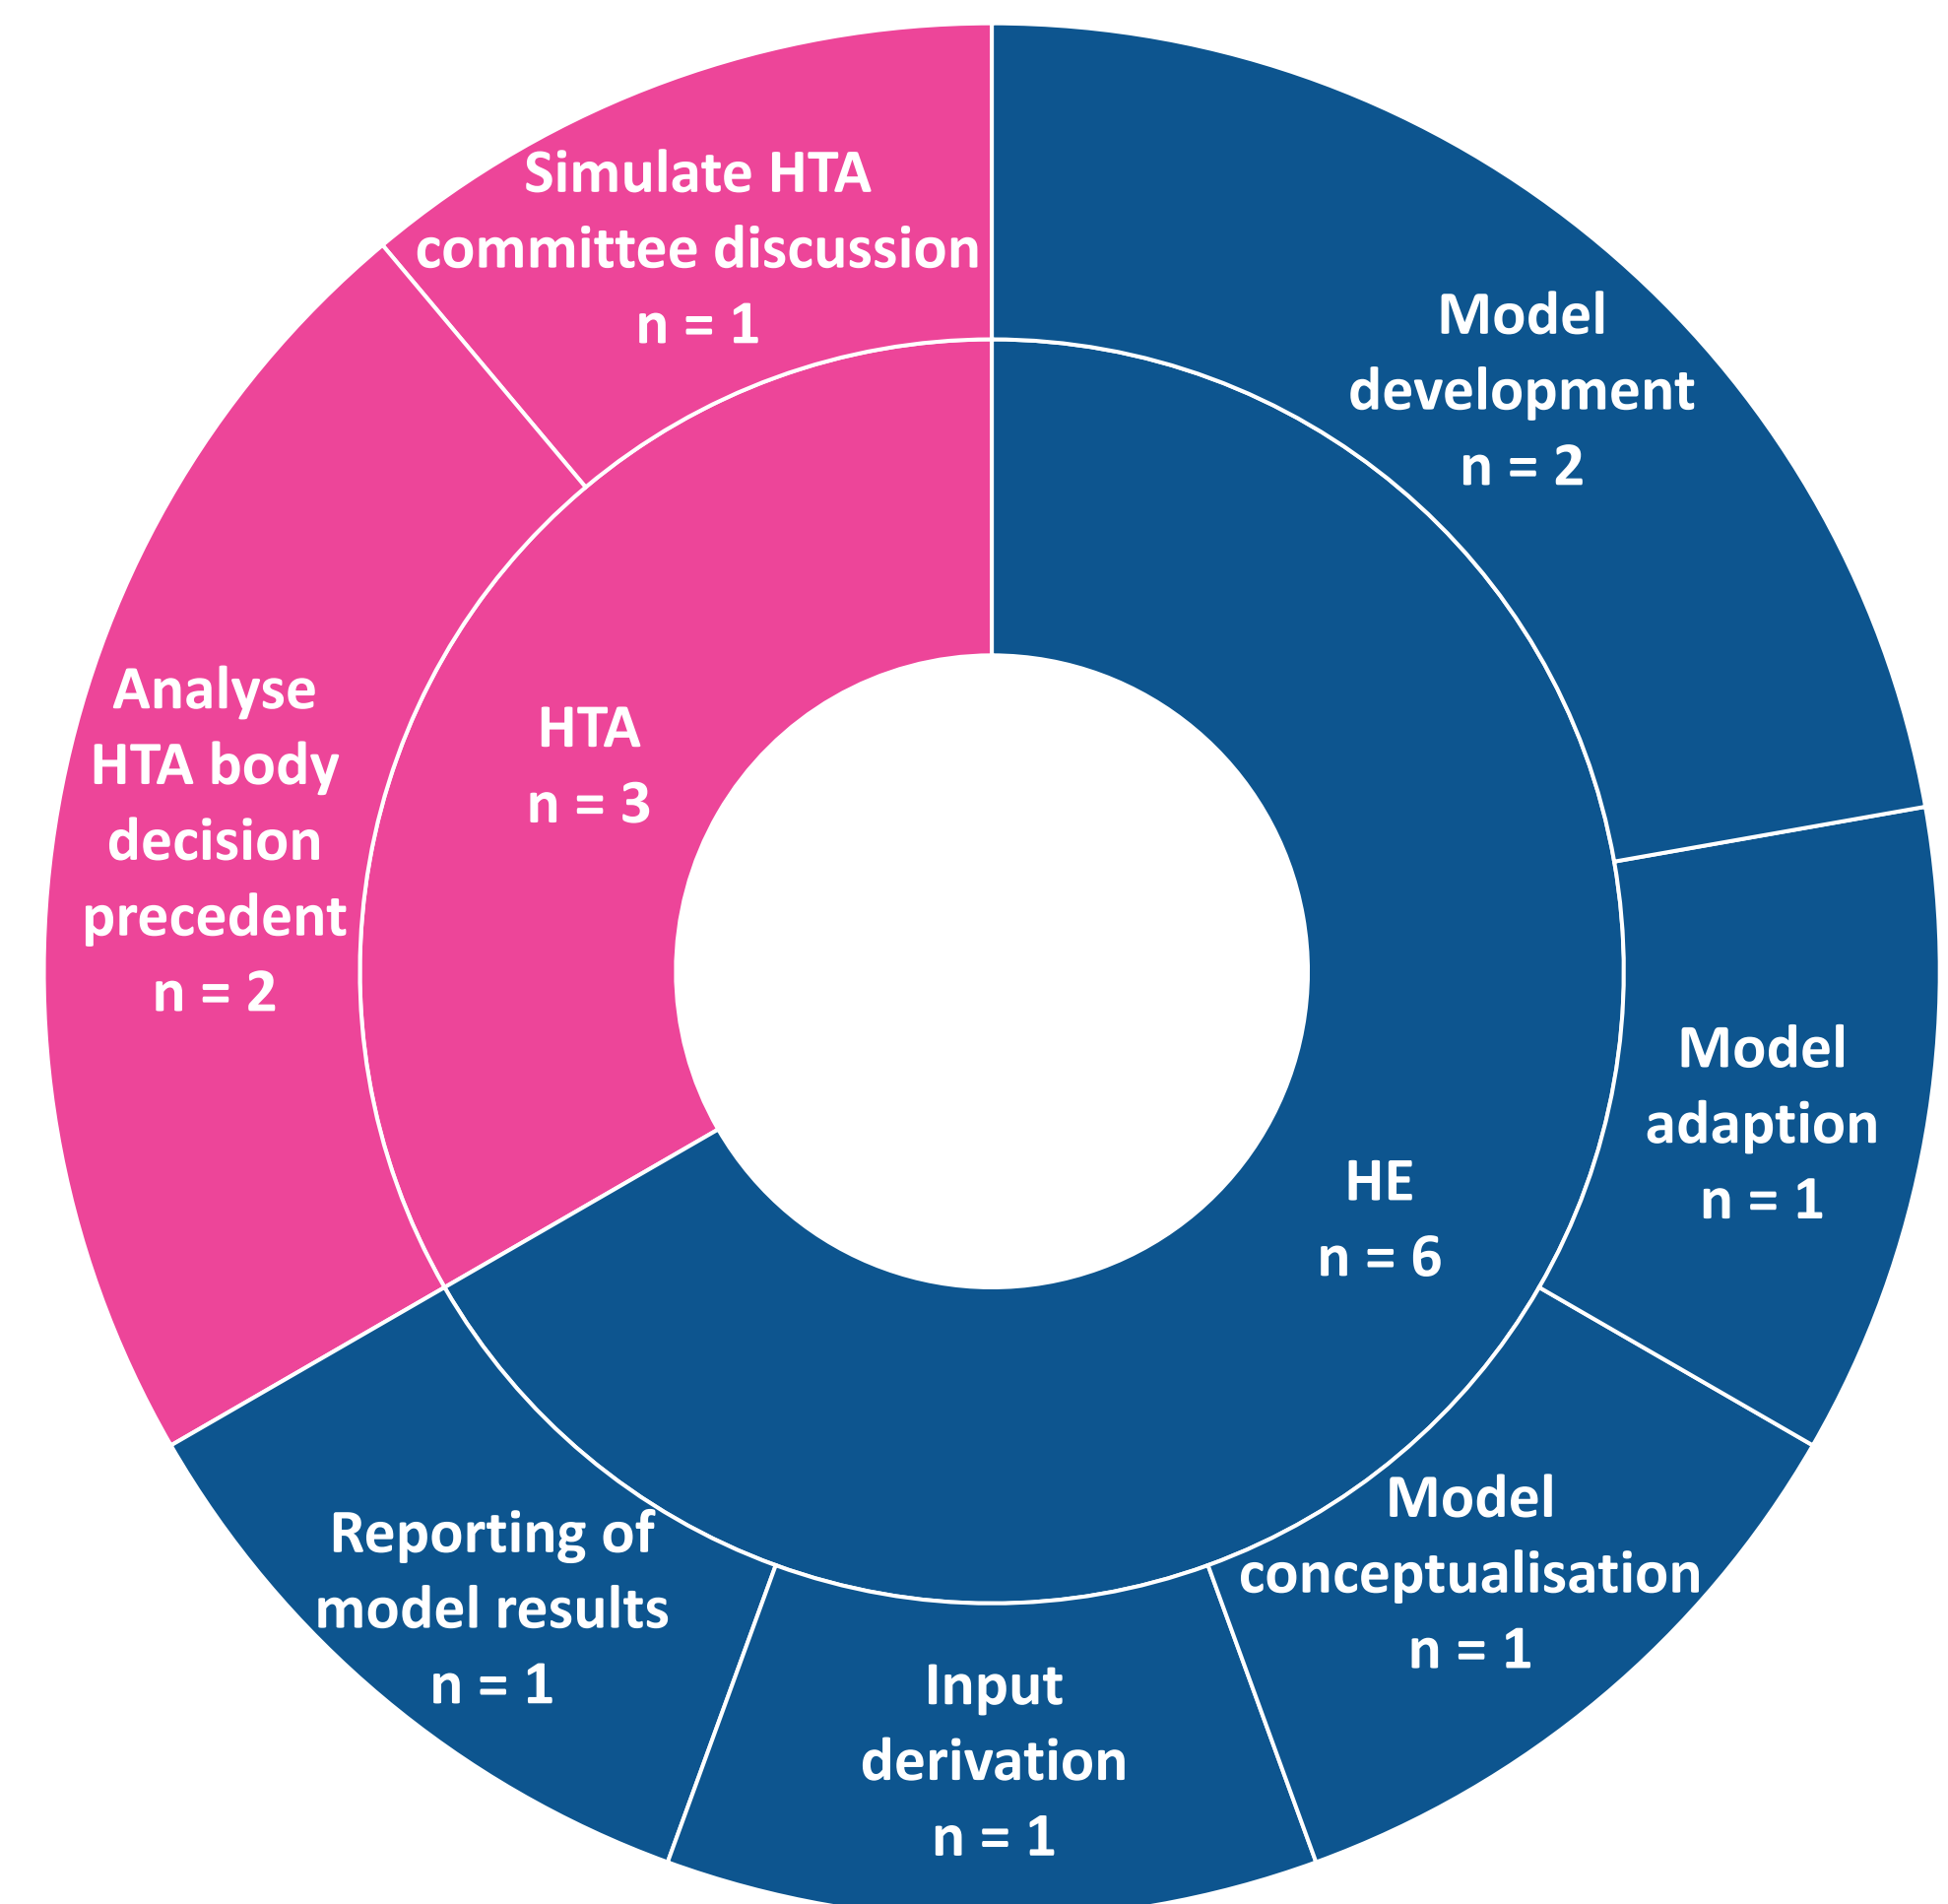 Simulate HTA
committee discussion
n = 1
Model
development
n = 2
Analyse
HTA body
decision
precedent
n = 2
HTA
n = 3
Model
adaption
n = 1
HE
n = 6
Model
conceptualisation
n = 1
Reporting of
model results
n = 1
Input
derivation
n = 1